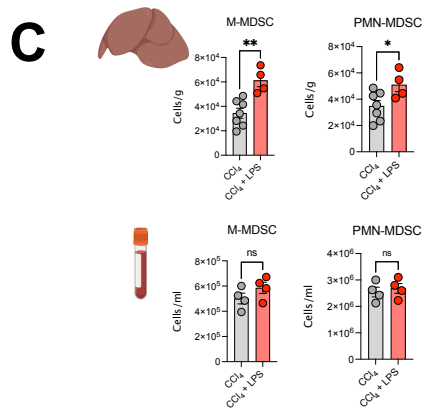 C
M-MDSC
**
8×10⁴
6×10⁴
4×10⁴
2×10⁴
0
Cells/g
CCl₄
CCl₄ + LPS
PMN-MDSC
*
8×10⁴
6×10⁴
4×10⁴
2×10⁴
0
Cells/g
CCl₄
CCl₄ + LPS
M-MDSC
ns
8×10⁵
6×10⁵
4×10⁵
2×10⁵
0
Cells/ml
CCl₄
CCl₄ + LPS
PMN-MDSC
ns
4×10⁶
3×10⁶
2×10⁶
1×10⁶
0
Cells/ml
CCl₄
CCl₄ + LPS